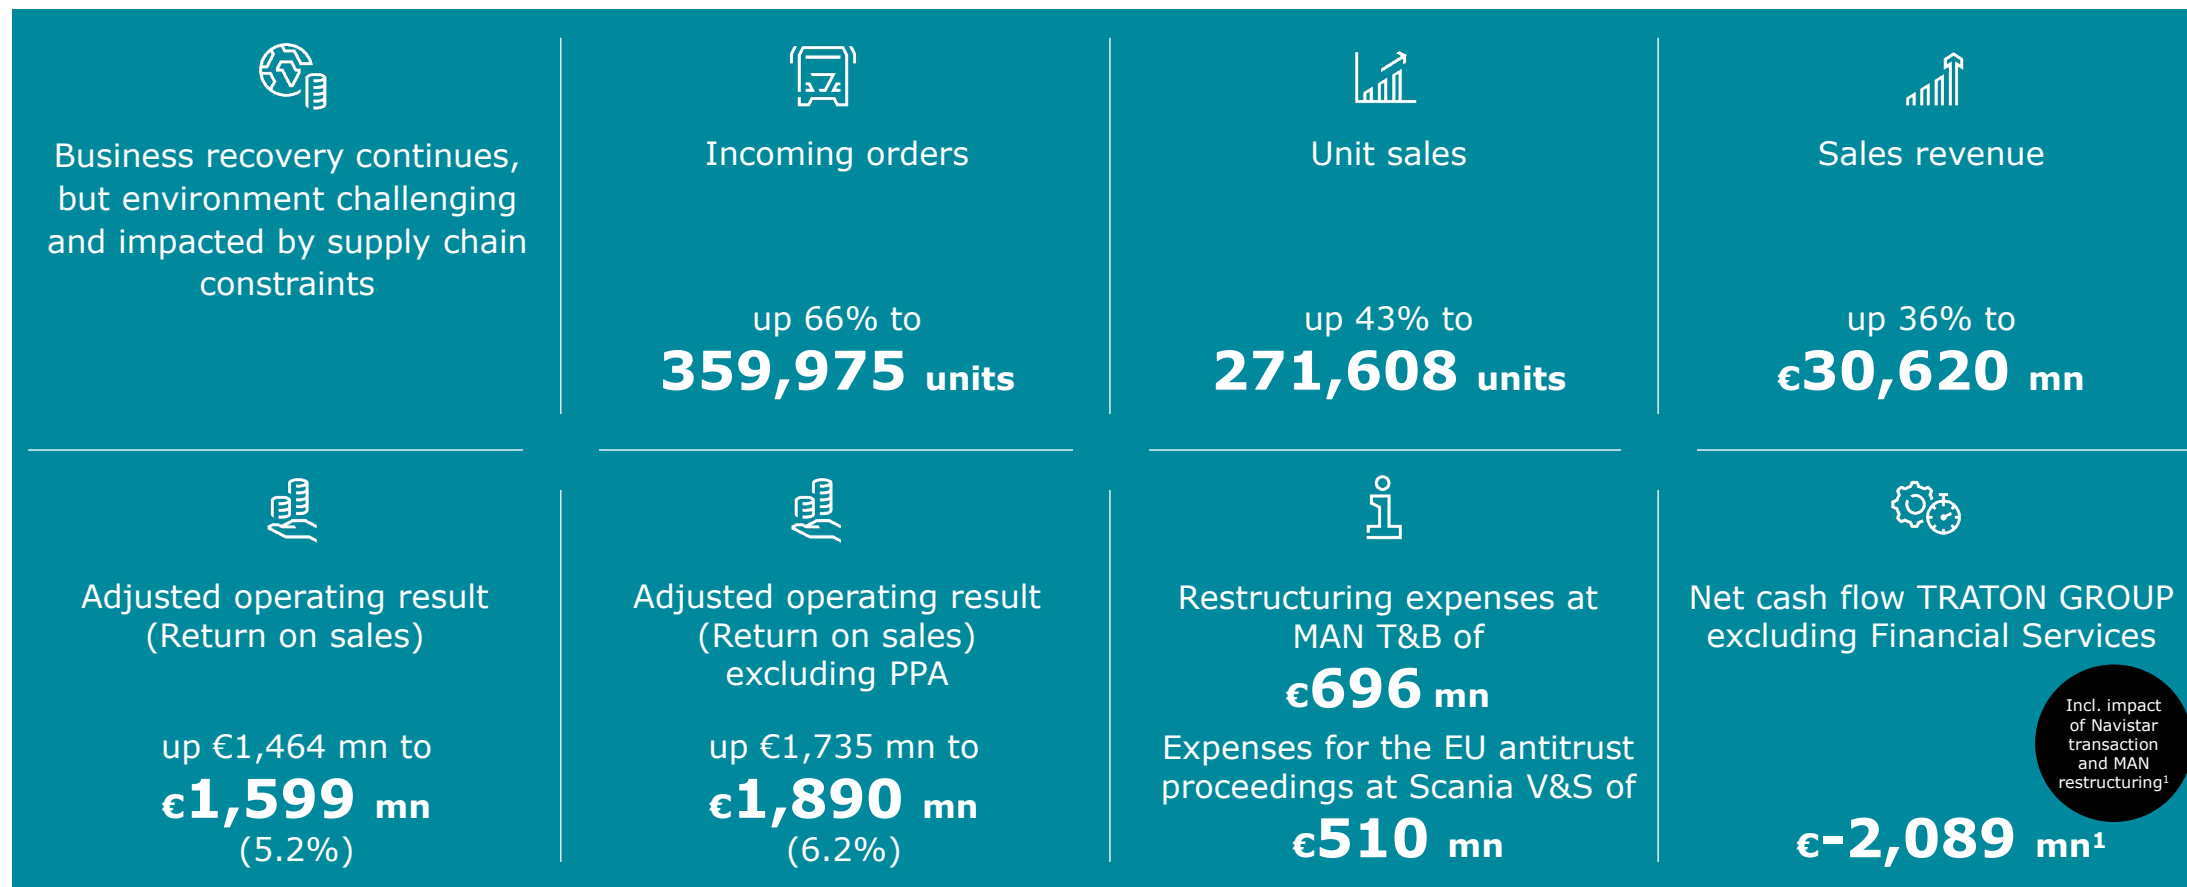 Business recovery continues,
but environment challenging
and impacted by supply chain
constraints
Incoming orders
up 66% to
359,975 units
Unit sales
up 43% to
271,608 units
Sales revenue
up 36% to
€30,620 mn
Adjusted operating result
(Return on sales)
up €1,464 mn to
€1,599 mn
(5.2%)
Adjusted operating result
(Return on sales)
excluding PPA
up €1,735 mn to
€1,890 mn
(6.2%)
Restructuring expenses at
MAN T&B of
€696 mn
Expenses for the EU antitrust
proceedings at Scania V&S of
€510 mn
Net cash flow TRATON GROUP
excluding Financial Services
Incl. impact
of Navistar
transaction
and MAN
restructuring¹
€-2,089 mn¹